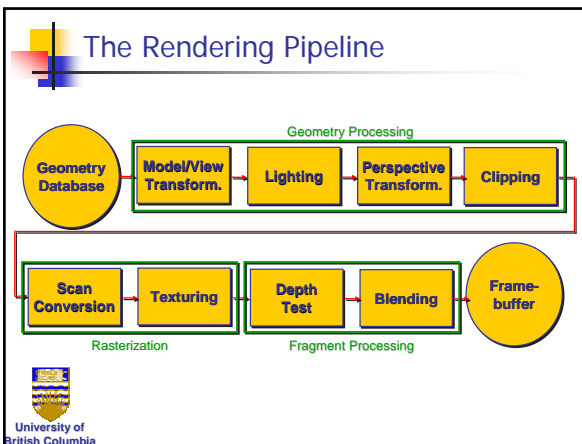 The Rendering Pipeline
Geometry Processing
Geometry
Database
Model/View
Transform.
Lighting
Perspective
Transform.
Clipping
Scan
Conversion
Texturing
Depth
Test
Blending
Frame-
buffer
Rasterization
Fragment Processing
University of
British Columbia